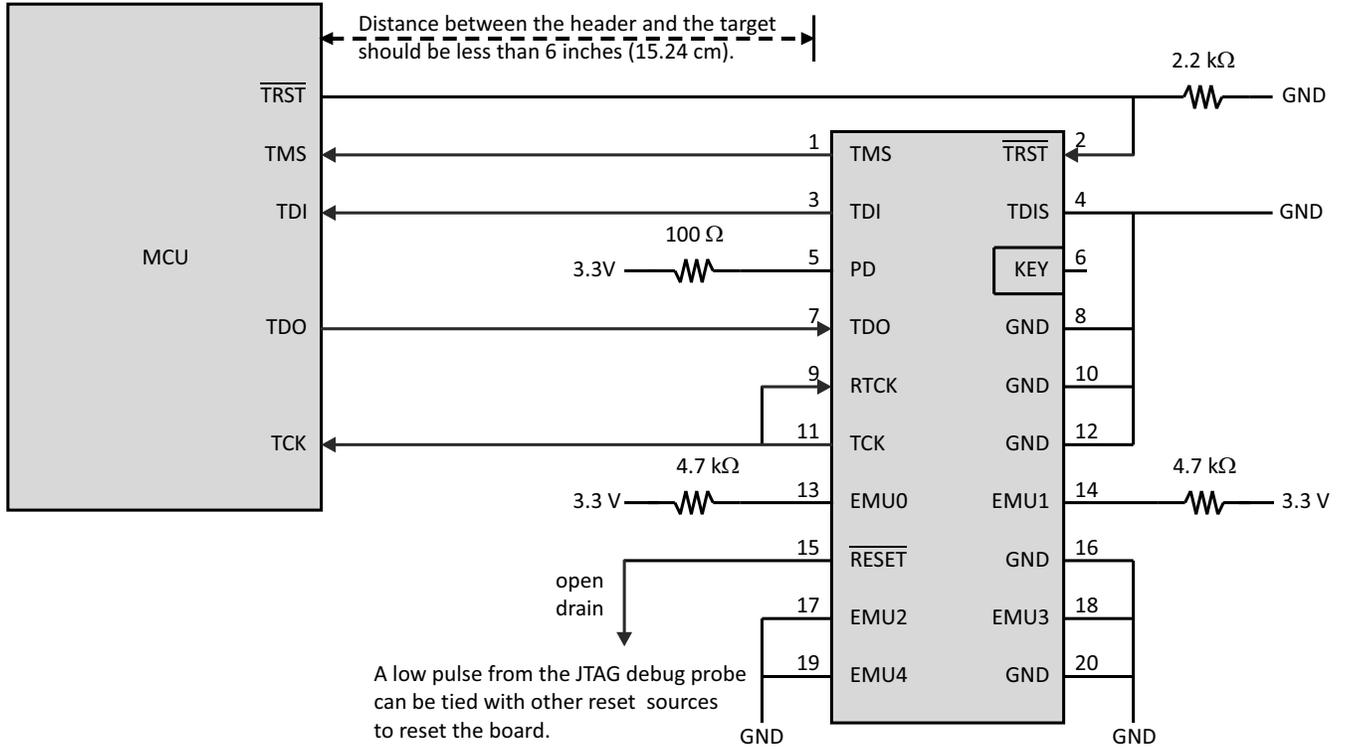 Distance between the header and the target
should be less than 6 inches (15.24 cm).
2.2 kΩ
TRST
GND
TMS
1
TMS
TRST
2
TDI
3
TDI
TDIS
4
GND
100 Ω
MCU
3.3V
5
PD
KEY
6
TDO
7
TDO
GND
8
9
RTCK
GND
10
TCK
11
TCK
GND
12
4.7 kΩ
4.7 kΩ
3.3 V
13
EMU0
EMU1
14
3.3 V
15
RESET
GND
16
open
drain
17
EMU2
EMU3
18
19
EMU4
GND
20
A low pulse from the JTAG debug probe
can be tied with other reset sources
to reset the board.
GND
GND